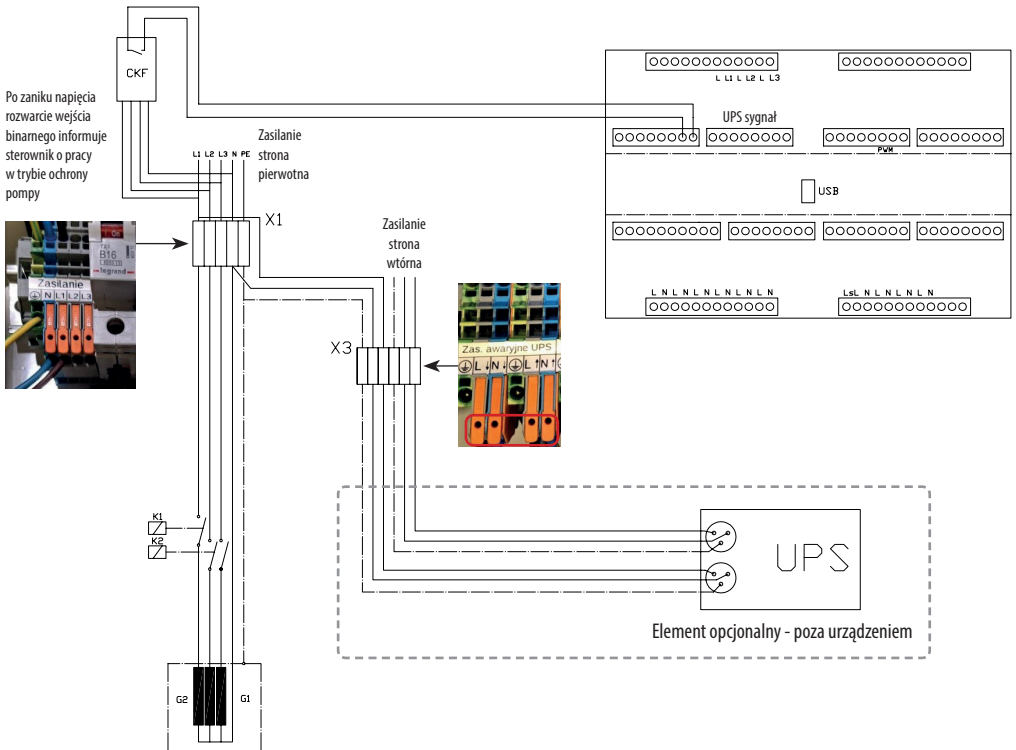 CKF
Po zaniku napięcia
rozwarcie wejścia
binarnego informuje
sterownik o pracy
w trybie ochrony
pompy
L1 L2 L3 N PE
Zasilanie
strona
pierwotna
X1
Zasilanie
strona
wtórna
X3
L L1 L L2 L L3
UPS sygnał
PWM
USB
L N L N L N L N L N
LsL N L N L N L N
On
B16
legrand
Zasilanie
N L1 L2 L3
Zas. awaryjne UPS
L ↓ N ↓ L ↑ N ↑
K1
K2
G2
G1
UPS
Element opcjonalny - poza urządzeniem